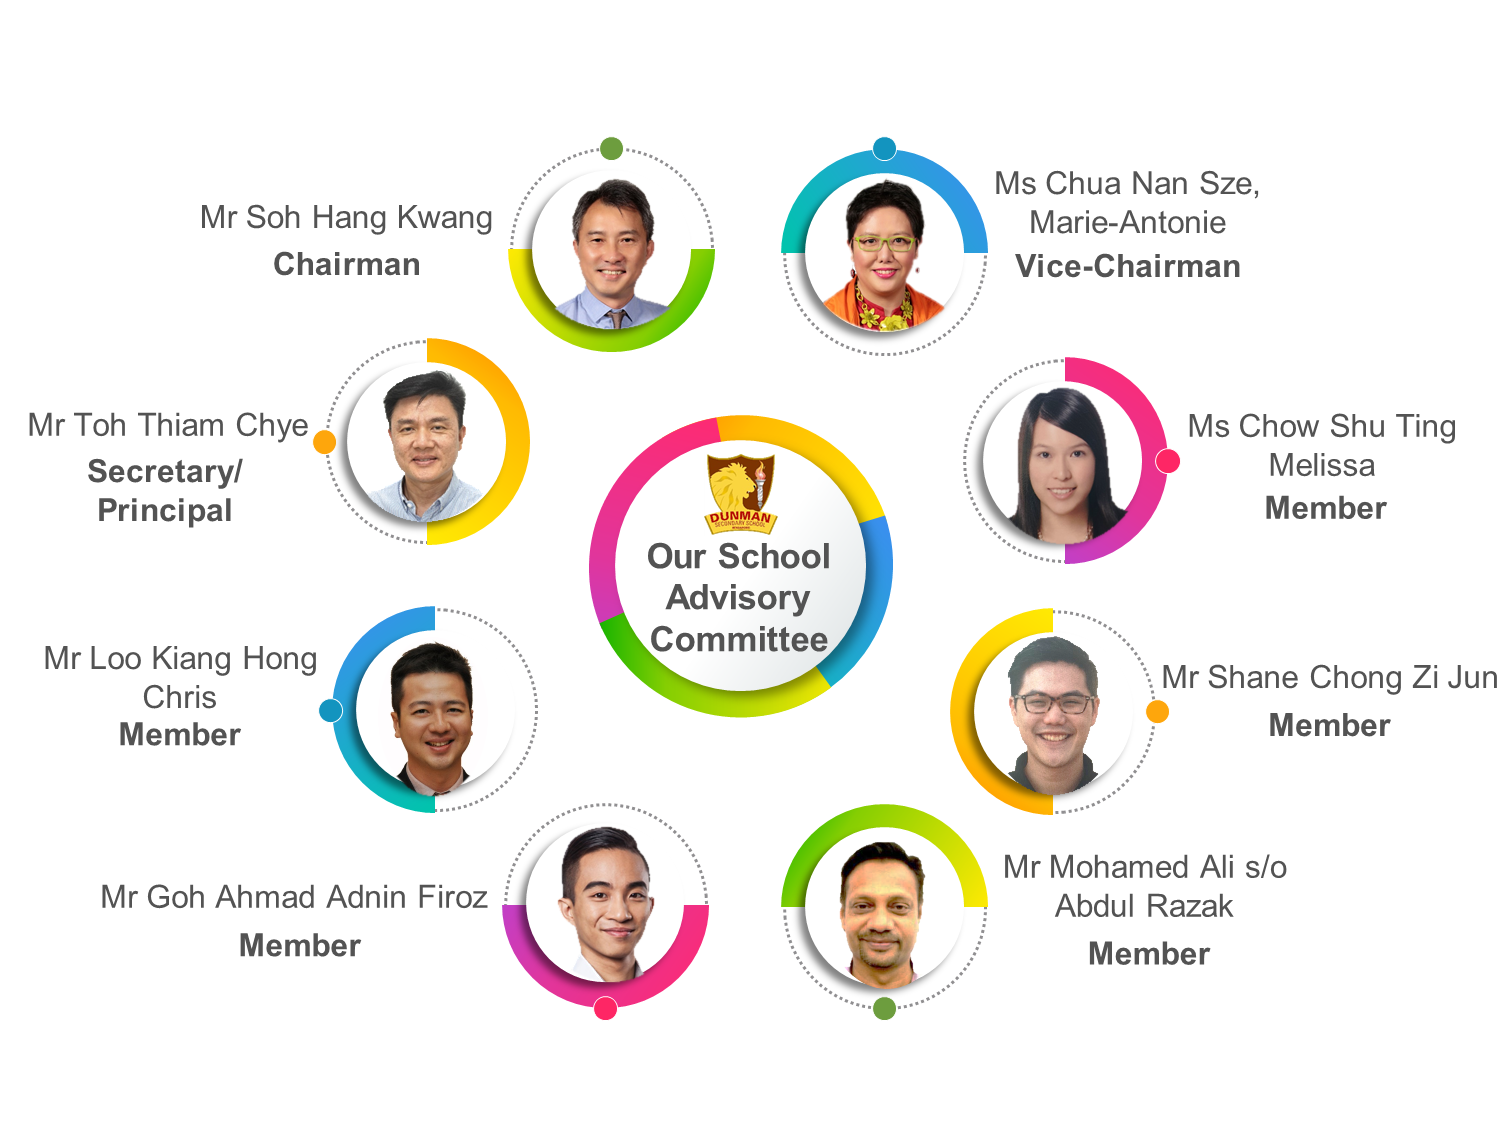 Mr Soh Hang Kwang
Chairman
Ms Chua Nan Sze,
Marie-Antonie
Vice-Chairman
Mr Toh Thiam Chye
Secretary/
Principal
Ms Chow Shu Ting
Melissa
Member
DUNMAN
SECONDARY SCHOOL
Our School
Advisory
Committee
Mr Loo Kiang Hong
Chris
Member
Mr Shane Chong Zi Jun
Member
Mr Goh Ahmad Adnin Firoz
Member
Mr Mohamed Ali s/o
Abdul Razak
Member